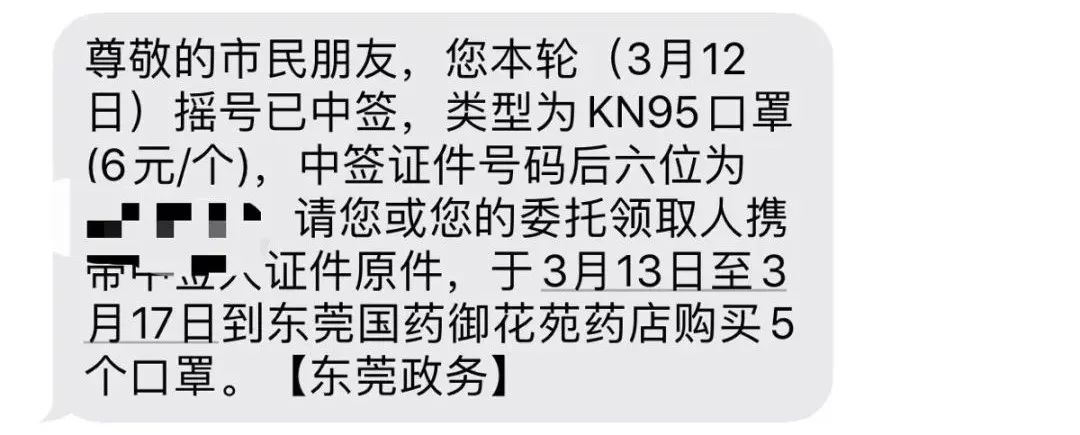 尊敬的市民朋友，您本轮（3月12
日）摇号已中签，类型为KN95口罩
(6元/个)，中签证件号码后六位为
请您或您的委托领取人携
证件原件，于3月13日至3
月17日到东莞国药御花苑药店购买5
个口罩。【东莞政务】